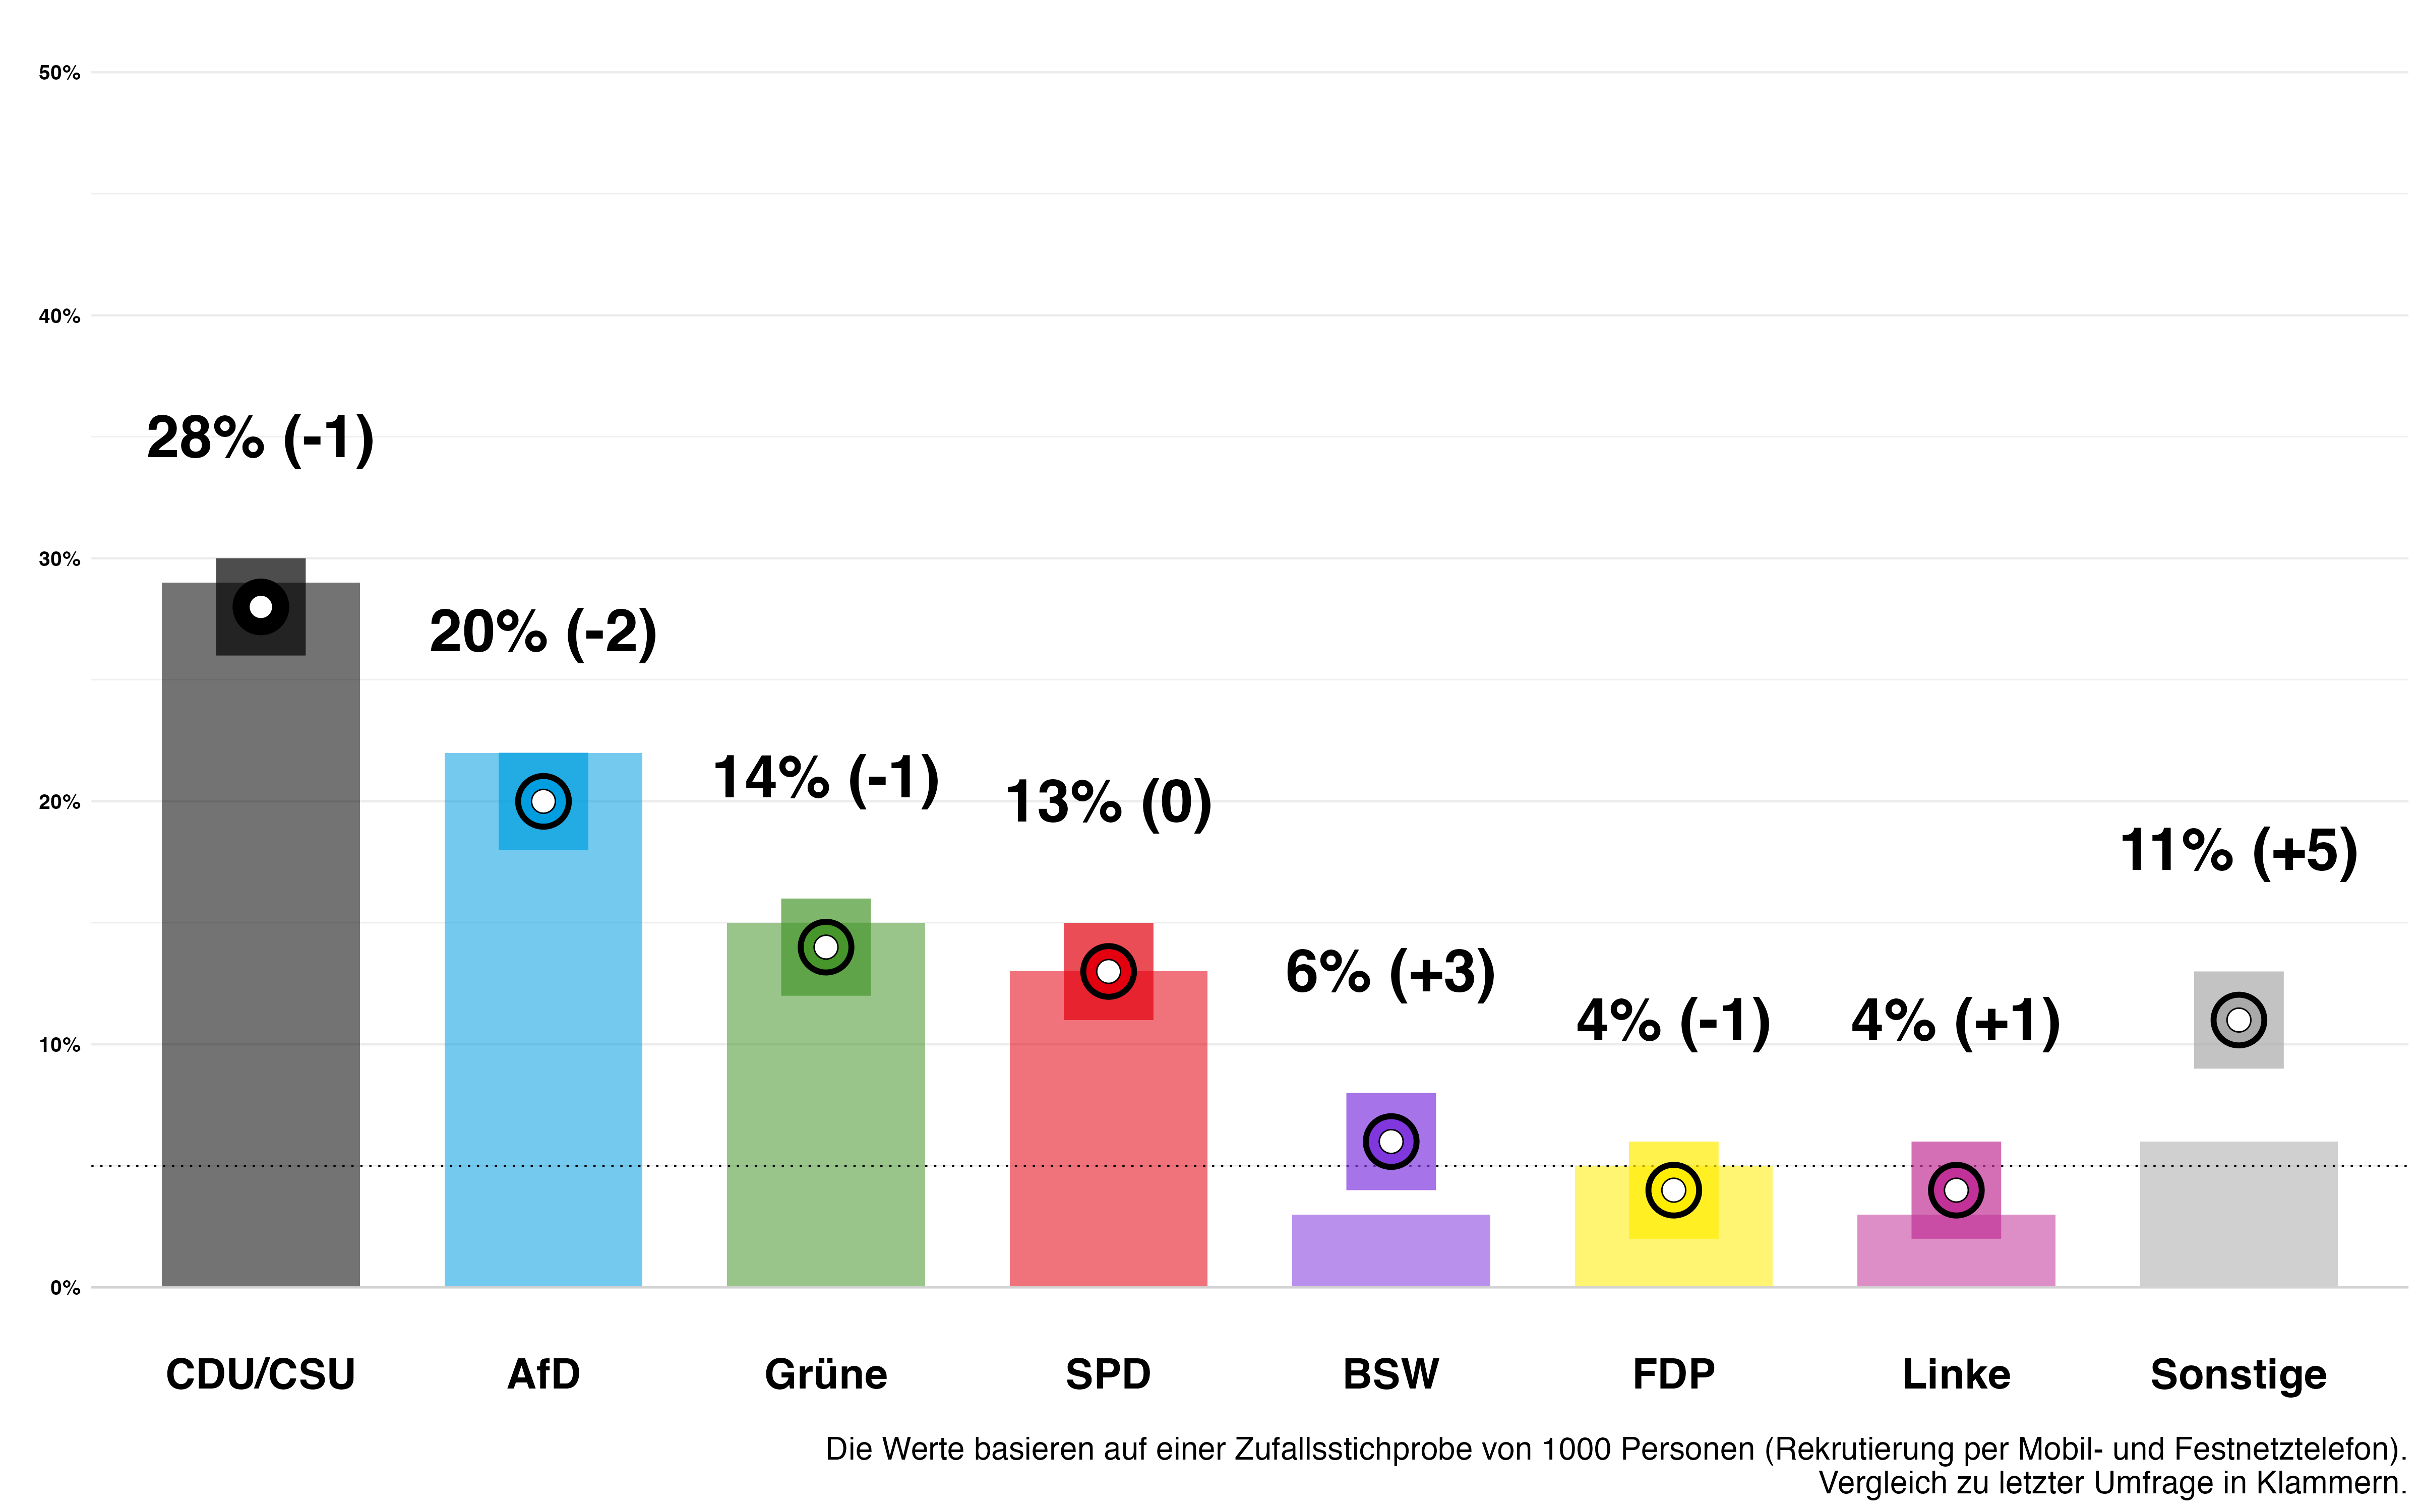 50%
40%
30%
20%
10%
0%
28% (-1)
20% (-2)
14% (-1)
13% (0)
6% (+3)
4% (-1)
4% (+1)
11% (+5)
CDU/CSU
AfD
Grüne
SPD
BSW
FDP
Linke
Sonstige
Die Werte basieren auf einer Zufallsstichprobe von 1000 Personen (Rekrutierung per Mobil- und Festnetztelefon).
Vergleich zu letzter Umfrage in Klammern.